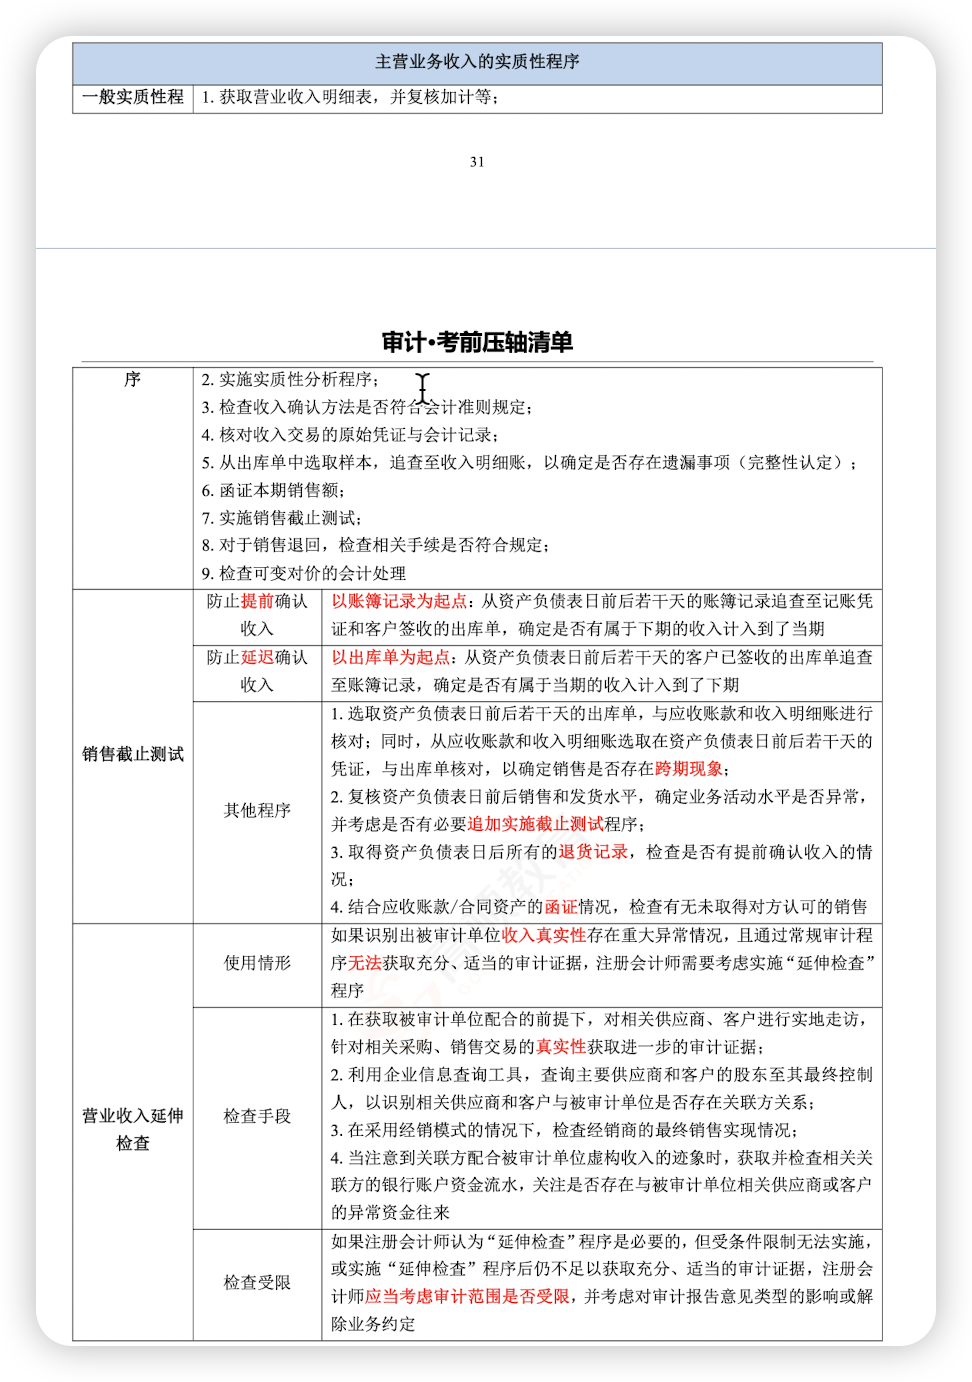 主营业务收入的实质性程序
一般实质性程
1. 获取营业收入明细表，并复核加计等；
31
审计·考前压轴清单
序
2. 实施实质性分析程序；
3. 检查收入确认方法是否符合会计准则规定；
4. 核对收入交易的原始凭证与会计记录；
5. 从出库单中选取样本，追查至收入明细账，以确定是否存在遗漏事项（完整性认定）；
6. 函证本期销售额；
7. 实施销售截止测试；
8. 对于销售退回，检查相关手续是否符合规定；
9. 检查可变对价的会计处理
销售截止测试
防止提前确认
收入
以账簿记录为起点：从资产负债表日前后若干天的账簿记录追查至记账凭
证和客户签收的出库单，确定是否有属于下期的收入计入到了当期
防止延迟确认
收入
以出库单为起点：从资产负债表日前后若干天的客户已签收的出库单追查
至账簿记录，确定是否有属于当期的收入计入到了下期
其他程序
1. 选取资产负债表日前后若干天的出库单，与应收账款和收入明细账进行
核对；同时，从应收账款和收入明细账选取在资产负债表日前后若干天的
凭证，与出库单核对，以确定销售是否存在跨期现象；
2. 复核资产负债表日前后销售和发货水平，确定业务活动水平是否异常，
并考虑是否有必要追加实施截止测试程序；
3. 取得资产负债表日后所有的退货记录，检查是否有提前确认收入的情
况；
4. 结合应收账款/合同资产的函证情况，检查有无未取得对方认可的销售
营业收入延伸
检查
使用情形
如果识别出被审计单位收入真实性存在重大异常情况，且通过常规审计程
序无法获取充分、适当的审计证据，注册会计师需要考虑实施“延伸检查”
程序
检查手段
1. 在获取被审计单位配合的前提下，对相关供应商、客户进行实地走访，
针对相关采购、销售交易的真实性获取进一步的审计证据；
2. 利用企业信息查询工具，查询主要供应商和客户的股东至其最终控制
人，以识别相关供应商和客户与被审计单位是否存在关联方关系；
3. 在采用经销模式的情况下，检查经销商的最终销售实现情况；
4. 当注意到关联方配合被审计单位虚构收入的迹象时，获取并检查相关关
联方的银行账户资金流水，关注是否存在与被审计单位相关供应商或客户
的异常资金往来
检查受限
如果注册会计师认为“延伸检查”程序是必要的，但受条件限制无法实施，
或实施“延伸检查”程序后仍不足以获取充分、适当的审计证据，注册会
计师应当考虑审计范围是否受限，并考虑对审计报告意见类型的影响或解
除业务约定